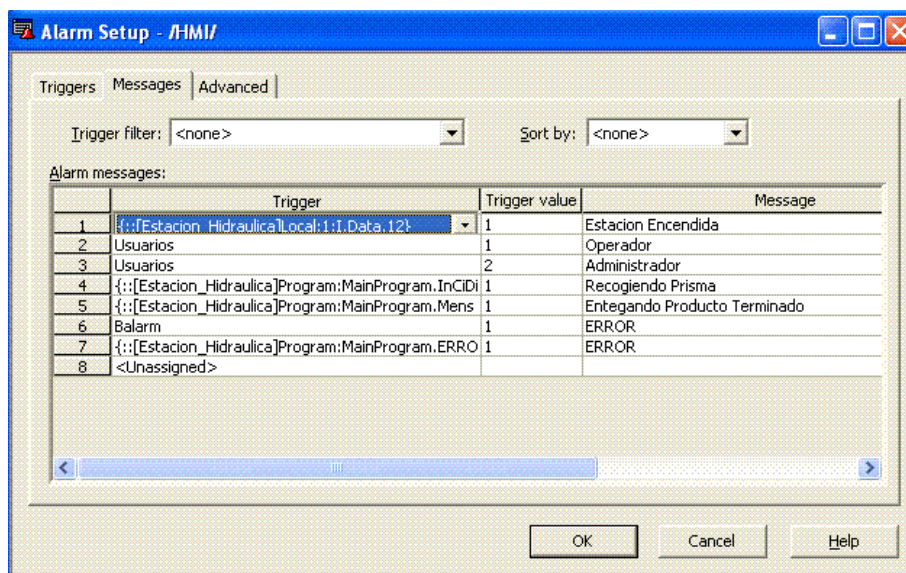 Alarm Setup - /HMI/
Triggers Messages Advanced
Trigger filter: <none> Sort by: <none>
Alarm messages:
Trigger Trigger value Message
1 {::[Estacion_Hidraulica]Local:1:I.Data.12} 1 Estacion Encendida
2 Usuarios 1 Operador
3 Usuarios 2 Administrador
4 {::[Estacion_Hidraulica]Program:MainProgram.InCiDi 1 Recogiendo Prisma
5 {::[Estacion_Hidraulica]Program:MainProgram.Mens 1 Entegando Producto Terminado
6 Balarm 1 ERROR
7 {::[Estacion_Hidraulica]Program:MainProgram.ERRO 1 ERROR
8 <Unassigned>
OK Cancel Help